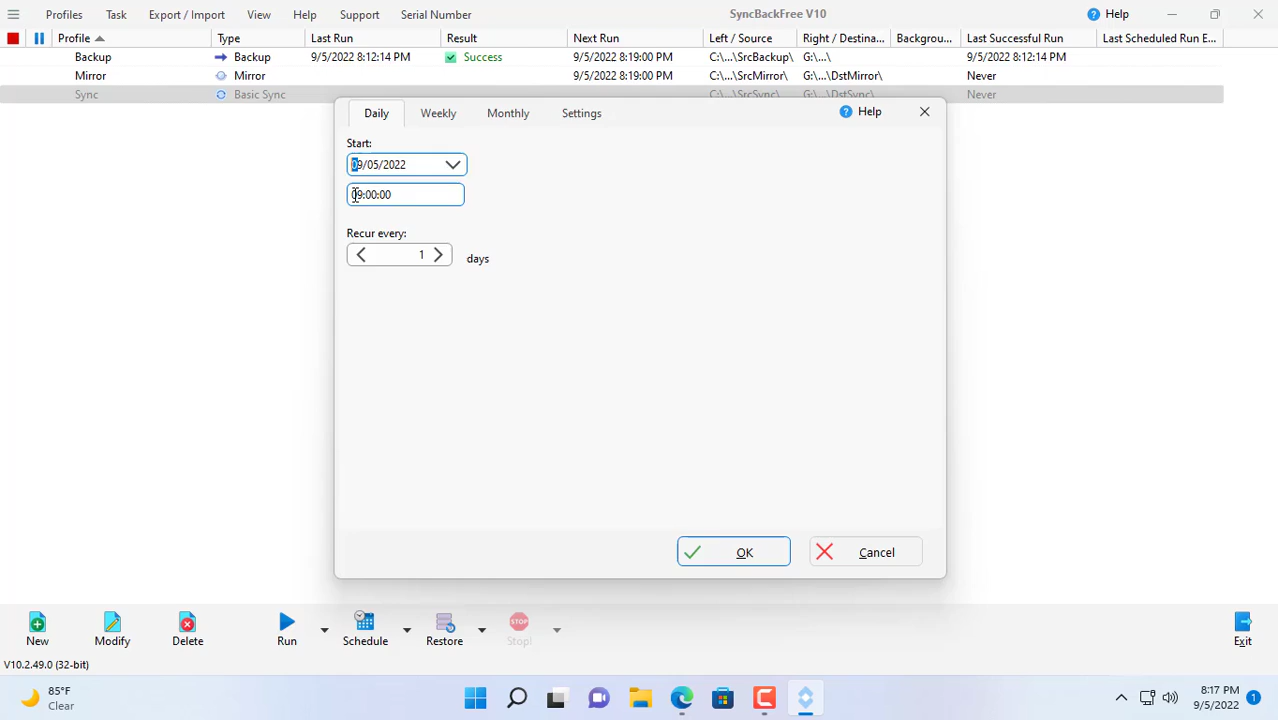 Profiles Task Export / Import View Help Support Serial Number SyncBackFree V10 Help
Profile Type Last Run Result Next Run Left / Source Right / Destina... Backgrou... Last Successful Run Last Scheduled Run E...
Backup Backup 9/5/2022 8:12:14 PM Success 9/5/2022 8:19:00 PM C:\...\SrcBackup\ G:\...\ 9/5/2022 8:12:14 PM
Mirror Mirror 9/5/2022 8:19:00 PM C:\...\SrcMirror\ G:\...\DstMirror\ Never
Sync Basic Sync C:\...\SrcSync\ G:\...\DstSync\ Never
Daily Weekly Monthly Settings Help
Start:
09/05/2022
09:00:00
Recur every:
1 days
OK Cancel
New Modify Delete Run Schedule Restore Stop! Exit
V10.2.49.0 (32-bit)
85°F
Clear
8:17 PM
9/5/2022 1